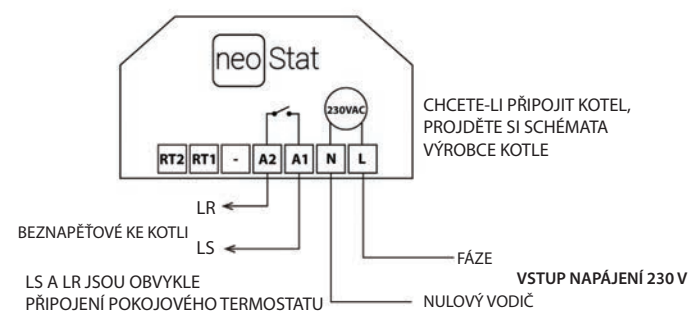 neoStat
230VAC
CHCETE-LI PŘIPOJIT KOTEL,
PROJDĚTE SI SCHÉMATA
VÝROBCE KOTLE
RT2 RT1 - A2 A1 N L
LR
BEZNAPĚŤOVÉ KE KOTLI
LS
FÁZE
VSTUP NAPÁJENÍ 230 V
LS A LR JSOU OBVYKLE
PŘIPOJENÍ POKOJOVÉHO TERMOSTATU
NULOVÝ VODIČ